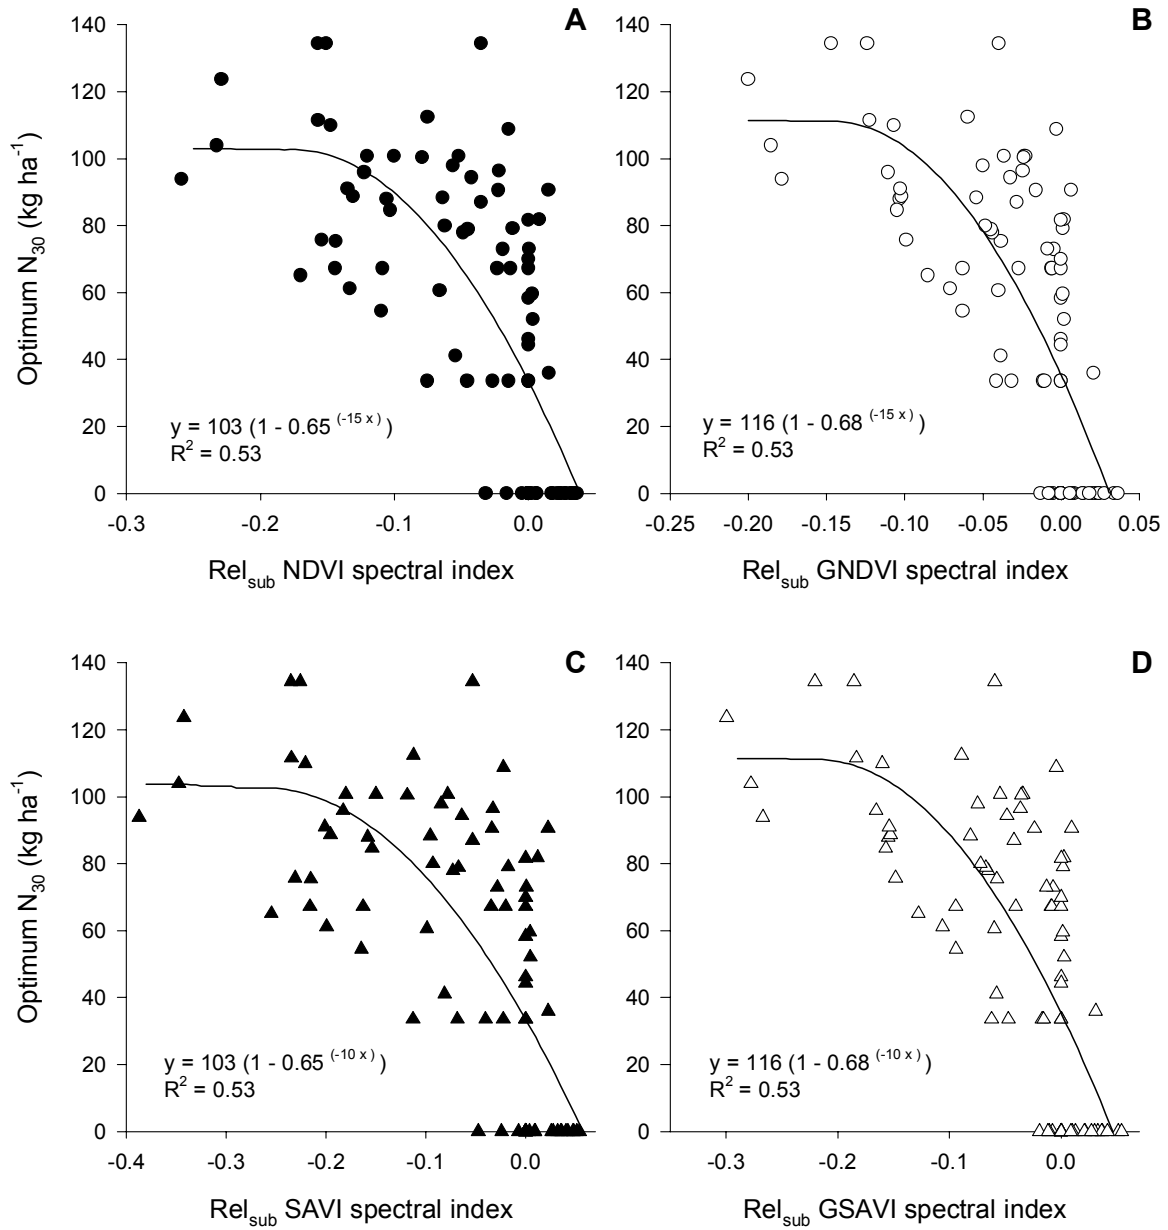 A
140
120
100
80
60
40
20
0
Optimum N30 (kg ha-1)
y = 103 (1 - 0.65 (-15 x))
R2 = 0.53
-0.3 -0.2 -0.1 0.0
Relsub NDVI spectral index
B
140
120
100
80
60
40
20
0
y = 116 (1 - 0.68 (-15 x))
R2 = 0.53
-0.25 -0.20 -0.15 -0.10 -0.05 0.00 0.05
Relsub GNDVI spectral index
C
140
120
100
80
60
40
20
0
Optimum N30 (kg ha-1)
y = 103 (1 - 0.65 (-10 x))
R2 = 0.53
-0.4 -0.3 -0.2 -0.1 0.0
Relsub SAVI spectral index
D
140
120
100
80
60
40
20
0
y = 116 (1 - 0.68 (-10 x))
R2 = 0.53
-0.3 -0.2 -0.1 0.0
Relsub GSAVI spectral index